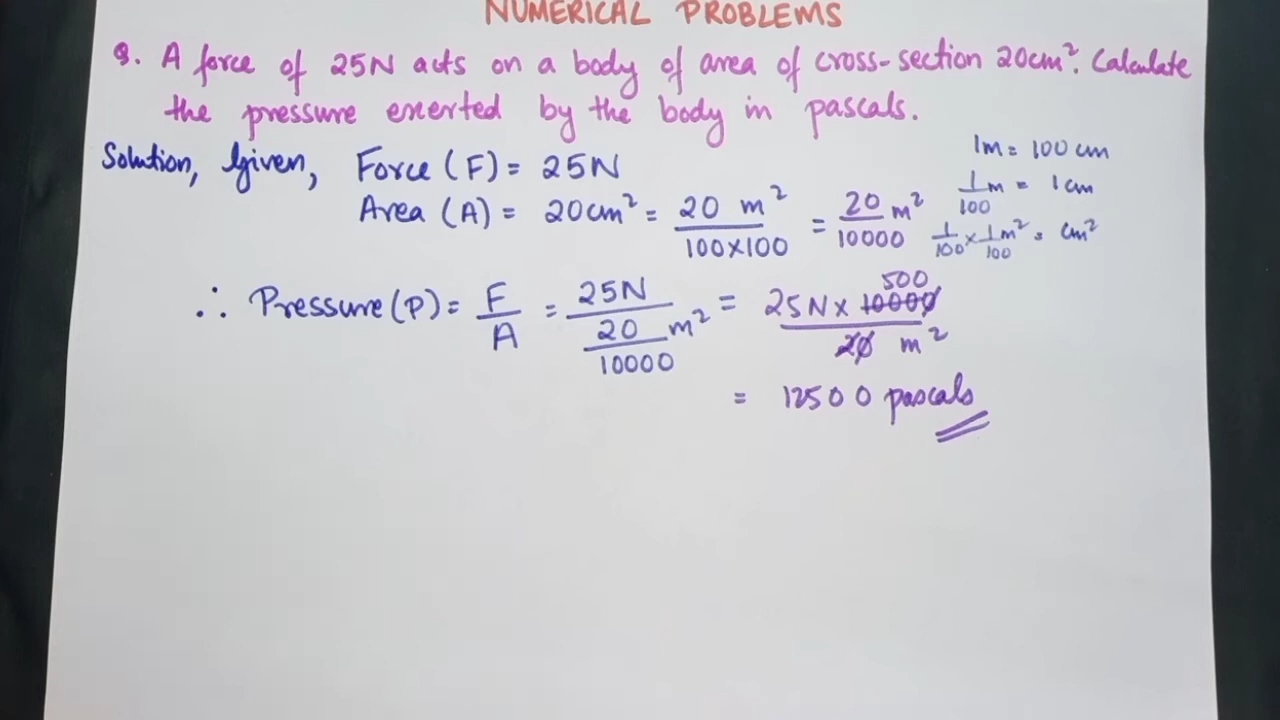 NUMERICAL PROBLEMS
Q. A force of 25N acts on a body of area of cross-section 20cm². Calculate
the pressure exerted by the body in pascals.
Solution, Given, Force (F) = 25N
1m = 100 cm
1/100 m = 1 cm
1/100 × 1/100 m² = cm²
Area (A) = 20cm² = 20 m²/100×100 = 20/10000 m²
∴ Pressure (P) = F/A = 25N / 20/10000 m² = 25N × 10000 / 20 m²
500
= 12500 pascals